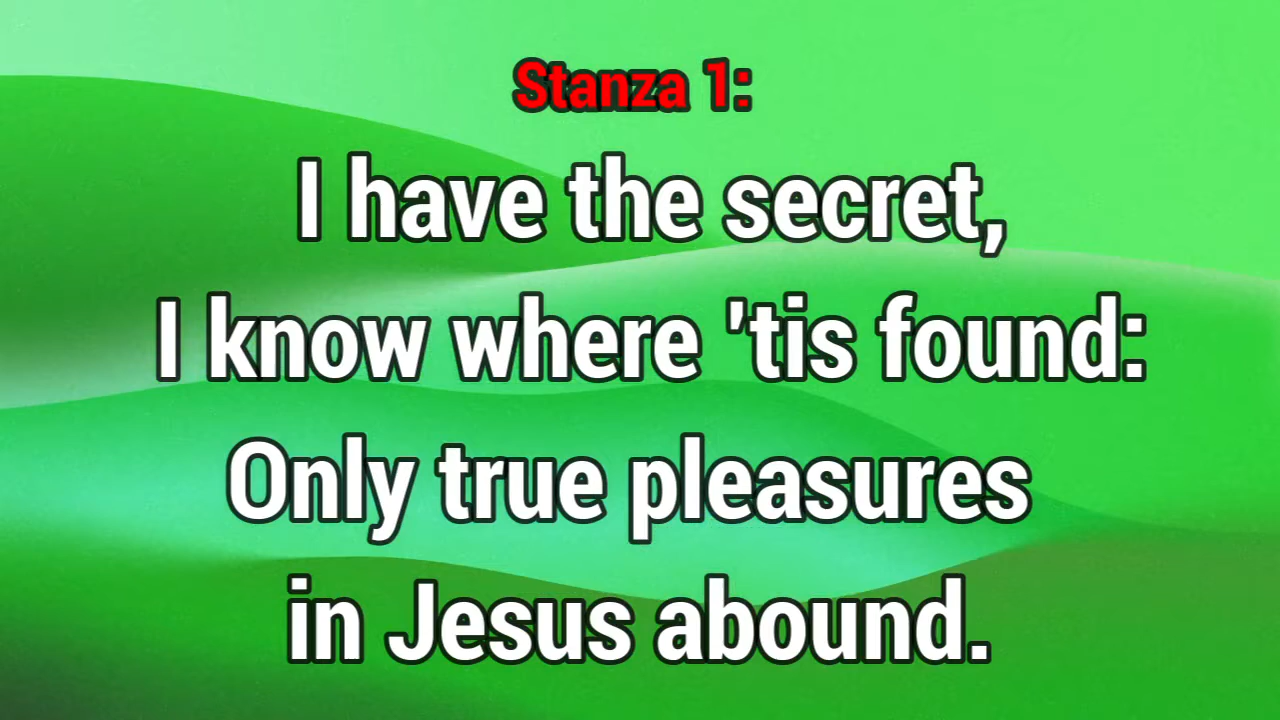 Stanza 1:
I have the secret,
I know where 'tis found:
Only true pleasures
in Jesus abound.